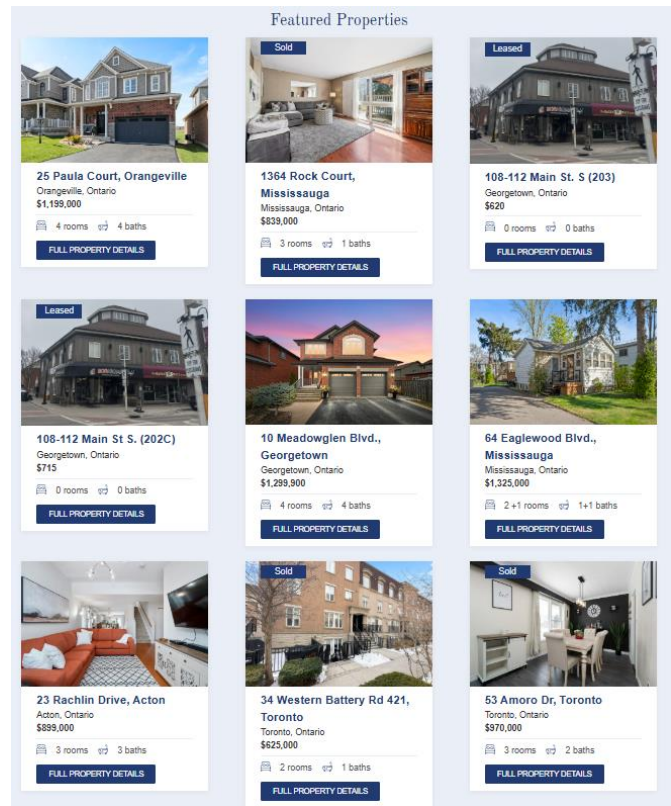 Featured Properties
25 Paula Court, Orangeville
Orangeville, Ontario
$1,199,000
4 rooms 4 baths
FULL PROPERTY DETAILS
Sold
1364 Rock Court,
Mississauga
Mississauga, Ontario
$839,000
3 rooms 1 baths
FULL PROPERTY DETAILS
Leased
108-112 Main St. S (203)
Georgetown, Ontario
$620
0 rooms 0 baths
FULL PROPERTY DETAILS
Leased
108-112 Main St S. (202C)
Georgetown, Ontario
$715
0 rooms 0 baths
FULL PROPERTY DETAILS
10 Meadowglen Blvd.,
Georgetown
Georgetown, Ontario
$1,299,900
4 rooms 4 baths
FULL PROPERTY DETAILS
64 Eaglewood Blvd.,
Mississauga
Mississauga, Ontario
$1,325,000
2 +1 rooms 1+1 baths
FULL PROPERTY DETAILS
23 Rachlin Drive, Acton
Acton, Ontario
$899,000
3 rooms 3 baths
FULL PROPERTY DETAILS
Sold
34 Western Battery Rd 421,
Toronto
Toronto, Ontario
$625,000
2 rooms 1 baths
FULL PROPERTY DETAILS
Sold
53 Amoro Dr, Toronto
Toronto, Ontario
$970,000
3 rooms 2 baths
FULL PROPERTY DETAILS